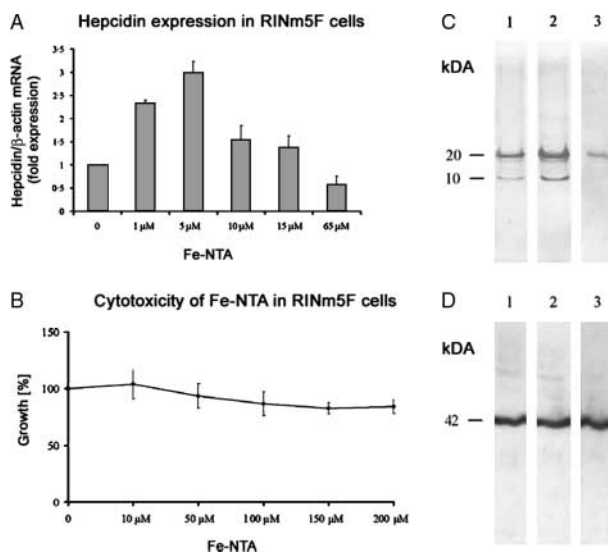 A
Hepcidin expression in RINm5F cells
Hepcidin/β-actin mRNA
(fold expression)
3·5
3
2·5
2
1·5
1
0·5
0
0 1 μM 5 μM 10 μM 15 μM 65 μM
Fe-NTA
B
Cytotoxicity of Fe-NTA in RINm5F cells
Growth [%]
150
100
50
0
0 10 μM 50 μM 100 μM 150 μM 200 μM
Fe-NTA
C
1 2 3
kDA
20
10
D
1 2 3
kDA
42